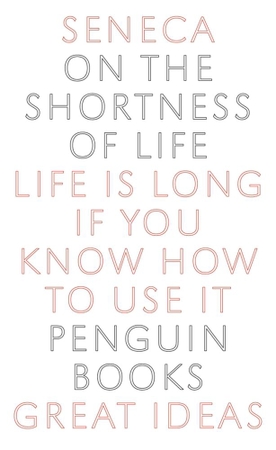 SENECA
ON THE
SHORTNESS
OF LIFE
LIFE IS LONG
IF YOU
KNOW HOW
TO USE IT
PENGUIN
BOOKS
GREAT IDEAS